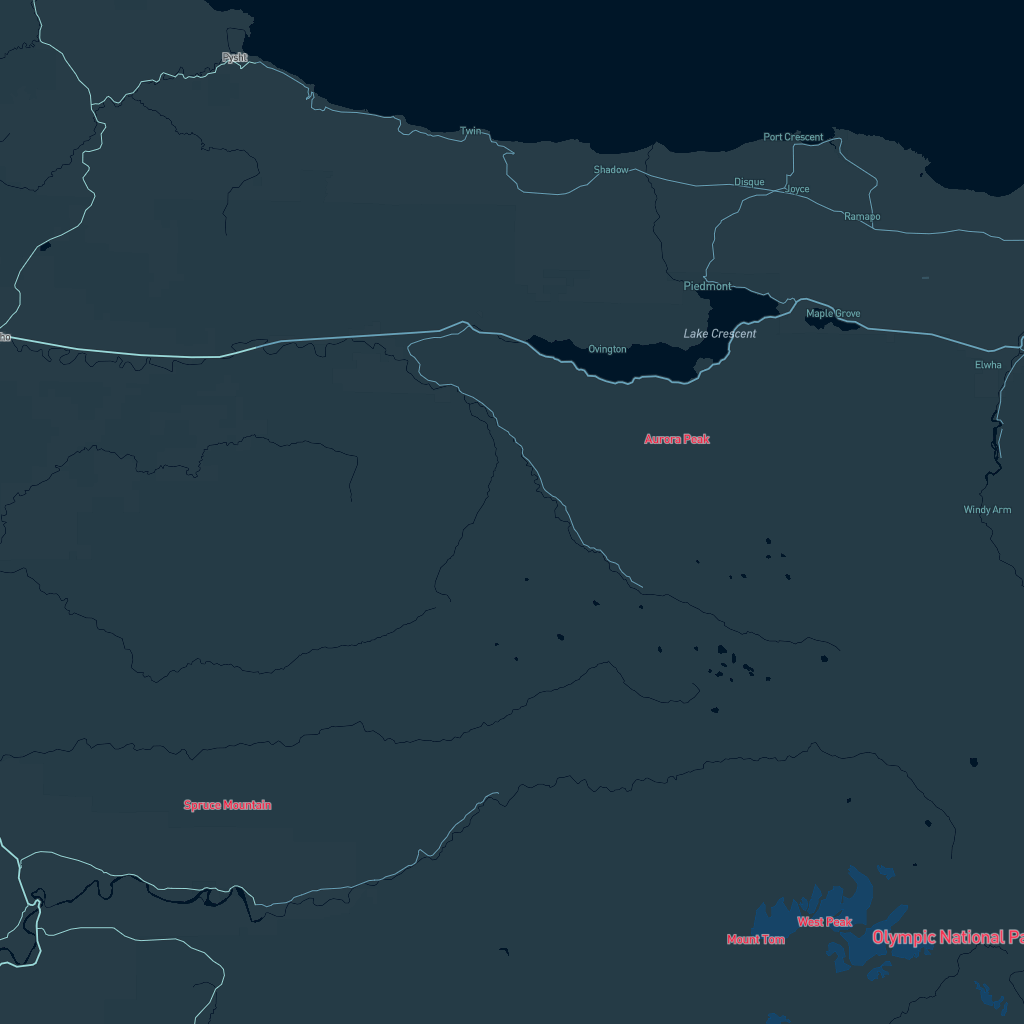 Pysht
Twin
Port Crescent
Shadow
Disque
Joyce
Ramapo
Piedmont
Maple Grove
Lake Crescent
Ovington
Elwha
Aurora Peak
Windy Arm
Spruce Mountain
West Peak
Mount Tom
Olympic National Pa